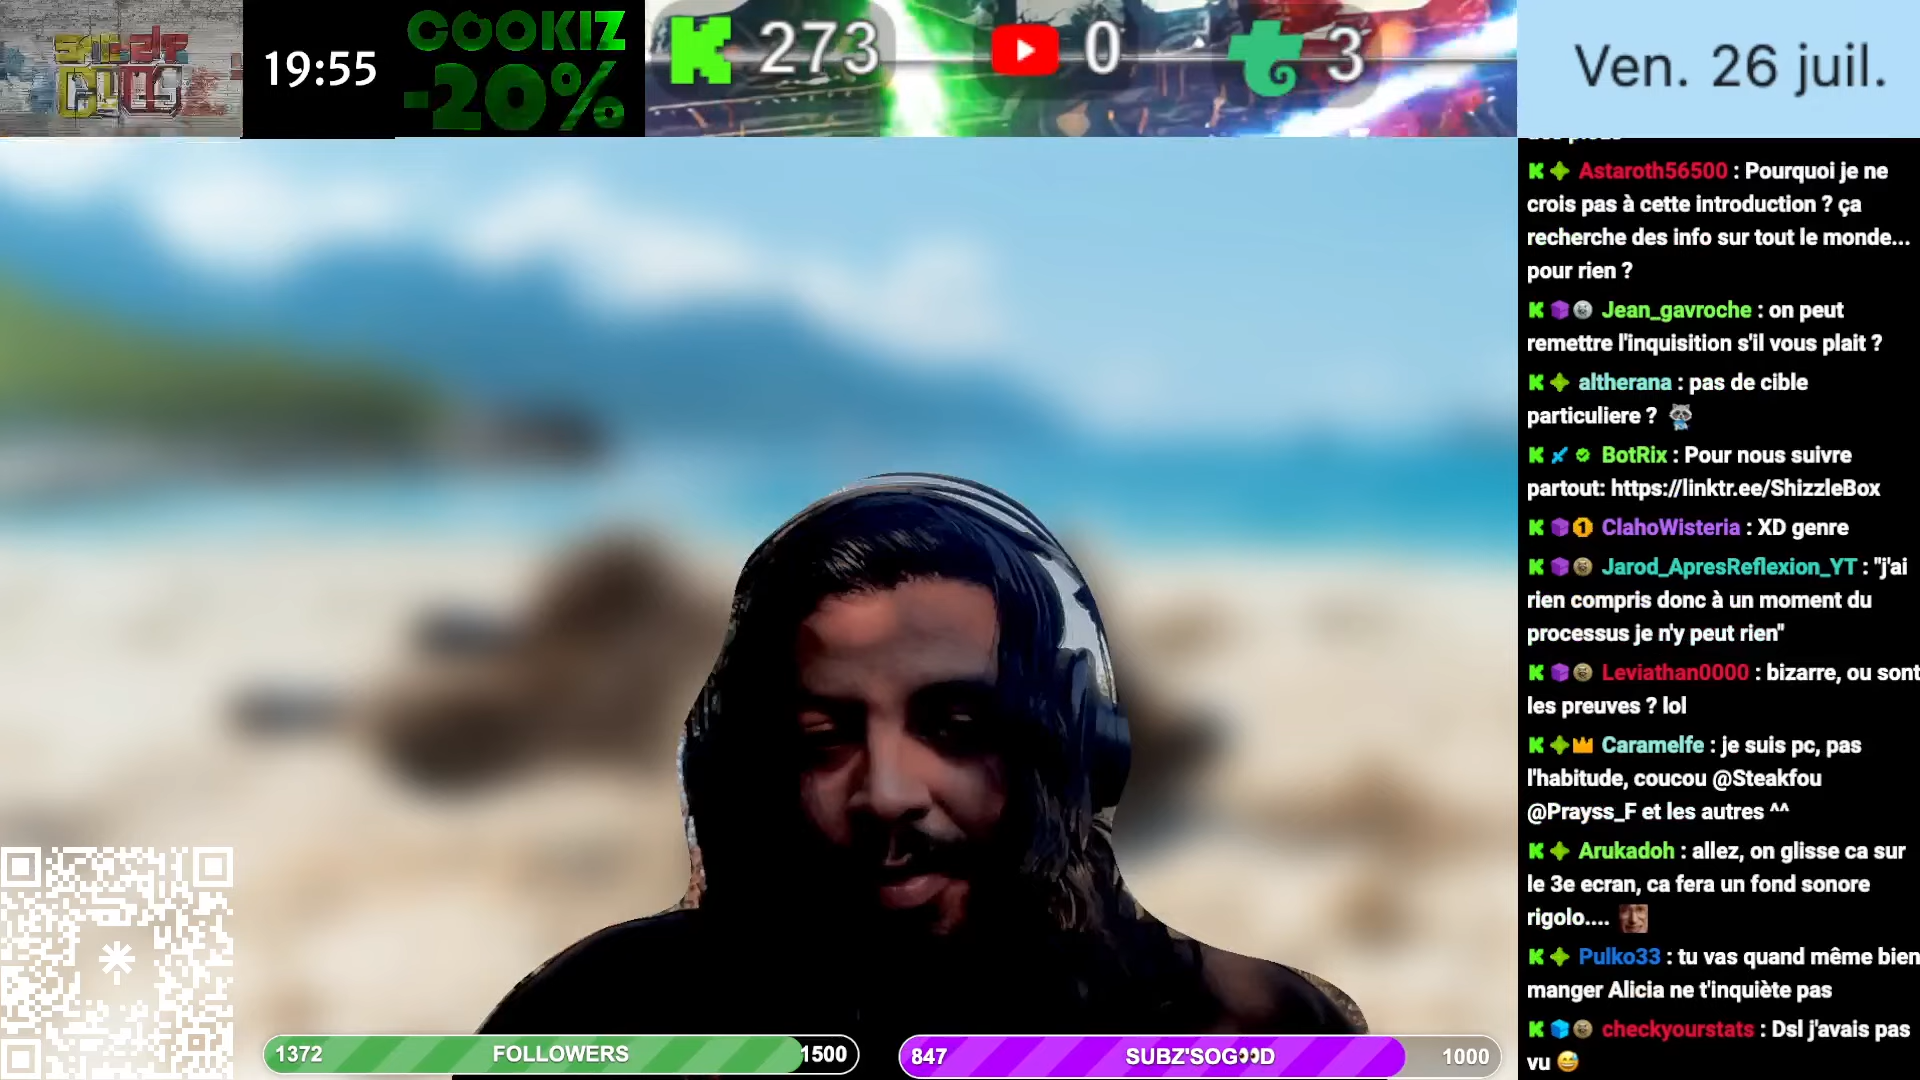 19:55
COOKIZ
-20%
273
0
3
Ven. 26 juil.
Astaroth56500 : Pourquoi je ne
crois pas à cette introduction ? ça
recherche des info sur tout le monde...
pour rien ?
Jean_gavroche : on peut
remettre l'inquisition s'il vous plait ?
altherana : pas de cible
particuliere ?
BotRix : Pour nous suivre
partout: https://linktr.ee/ShizzleBox
ClahoWisteria : XD genre
Jarod_ApresReflexion_YT : "j'ai
rien compris donc à un moment du
processus je n'y peut rien"
Leviathan0000 : bizarre, ou sont
les preuves ? lol
Caramelfe : je suis pc, pas
l'habitude, coucou @Steakfou
@Prayss_F et les autres ^^
Arukadoh : allez, on glisse ca sur
le 3e ecran, ca fera un fond sonore
rigolo....
Pulko33 : tu vas quand même bien
manger Alicia ne t'inquiète pas
checkyourstats : Dsl j'avais pas
vu 😅
1372 FOLLOWERS 1500
847 SUBZ'SOG👀D 1000